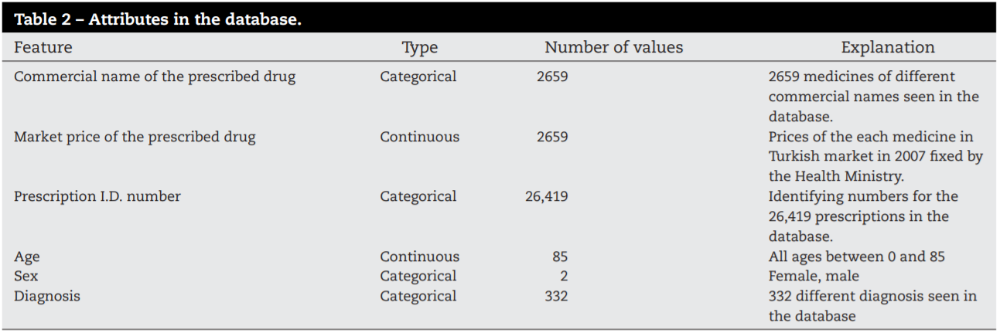 Table 2 – Attributes in the database.
Feature Type Number of values Explanation
Commercial name of the prescribed drug Categorical 2659 2659 medicines of different
commercial names seen in the
database.
Market price of the prescribed drug Continuous 2659 Prices of the each medicine in
Turkish market in 2007 fixed by
the Health Ministry.
Prescription I.D. number Categorical 26,419 Identifying numbers for the
26,419 prescriptions in the
database.
Age Continuous 85 All ages between 0 and 85
Sex Categorical 2 Female, male
Diagnosis Categorical 332 332 different diagnosis seen in
the database